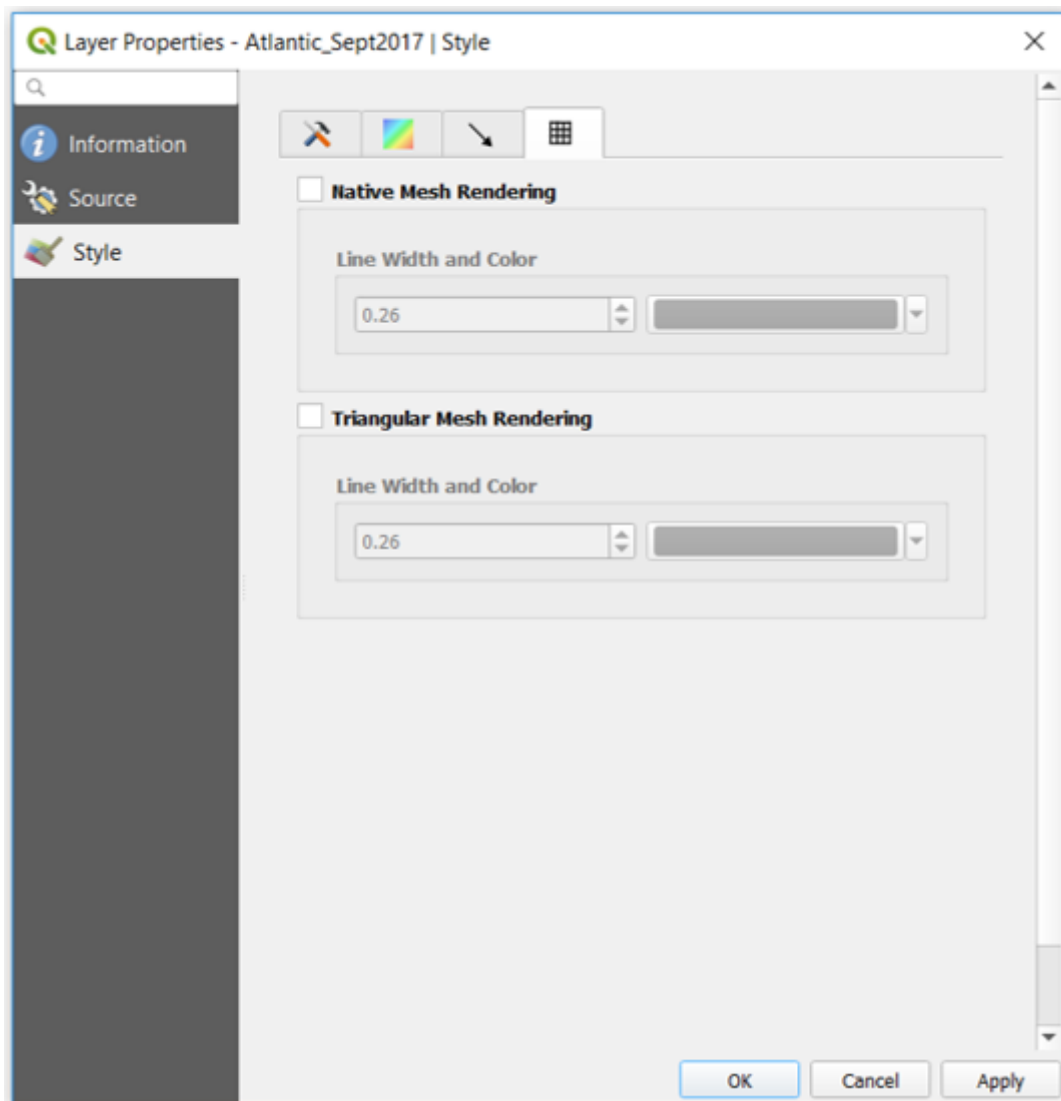 Layer Properties - Atlantic_Sept2017 | Style
Information
Source
Style
Native Mesh Rendering
Line Width and Color
0.26
Triangular Mesh Rendering
Line Width and Color
0.26
OK Cancel Apply